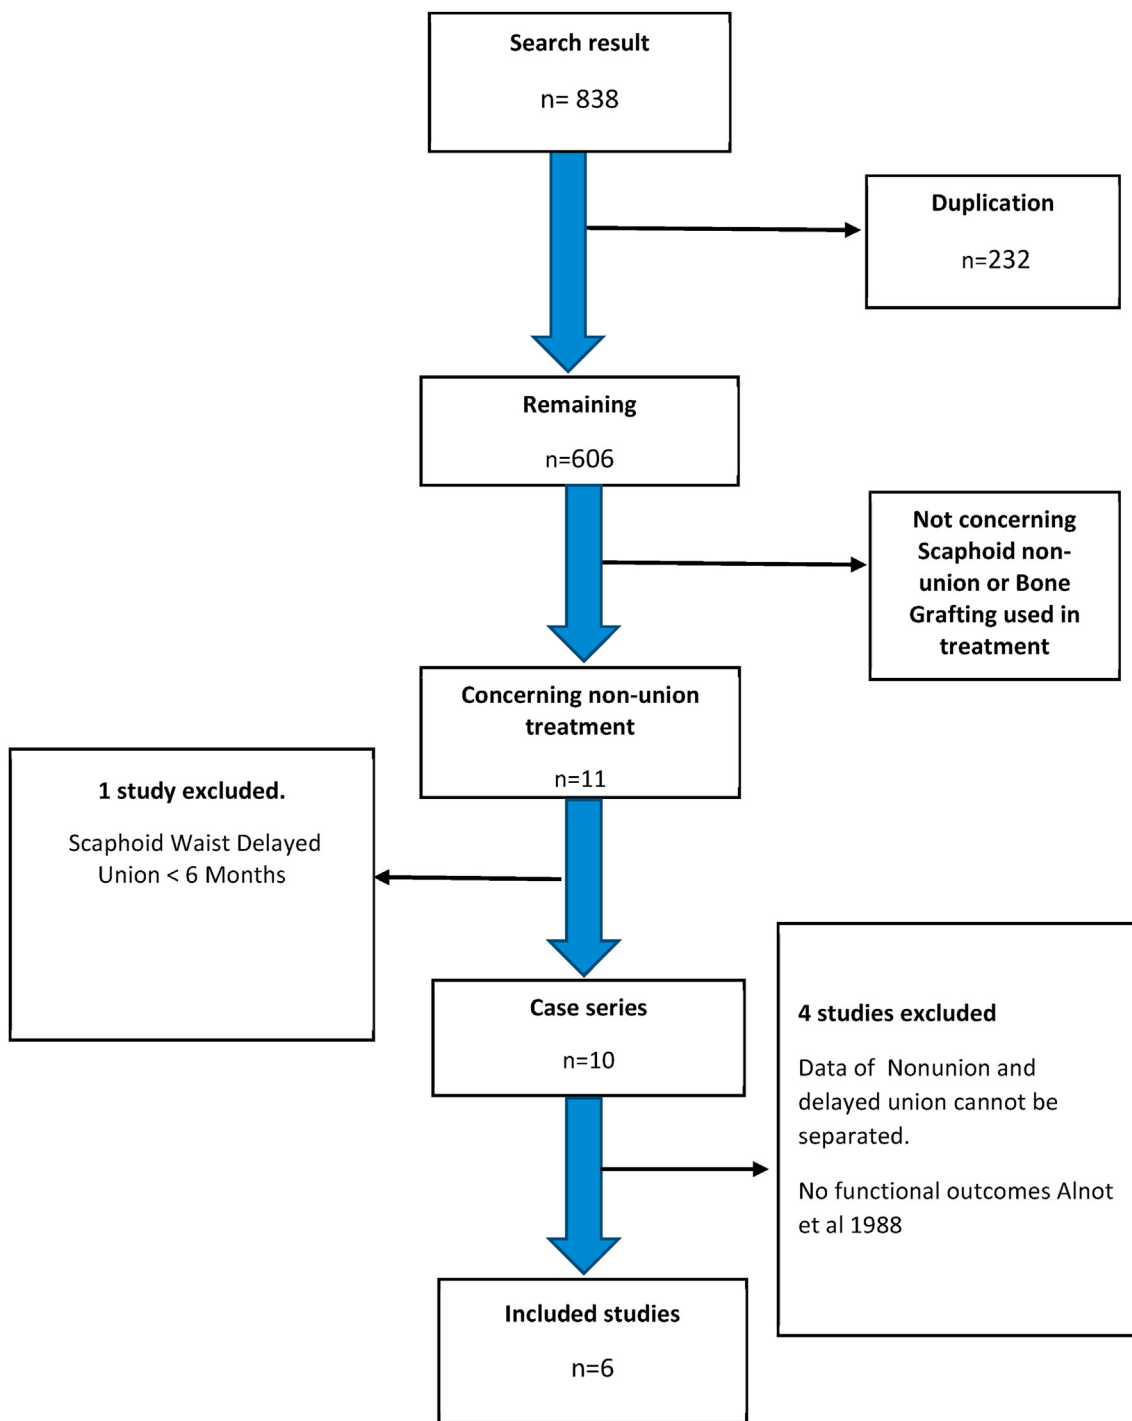 Search result
n= 838
Duplication
n=232
Remaining
n=606
Not concerning
Scaphoid non-
union or Bone
Grafting used in
treatment
Concerning non-union
treatment
n=11
1 study excluded.
Scaphoid Waist Delayed
Union < 6 Months
Case series
n=10
4 studies excluded
Data of Nonunion and
delayed union cannot be
separated.
No functional outcomes Alnot
et al 1988
Included studies
n=6